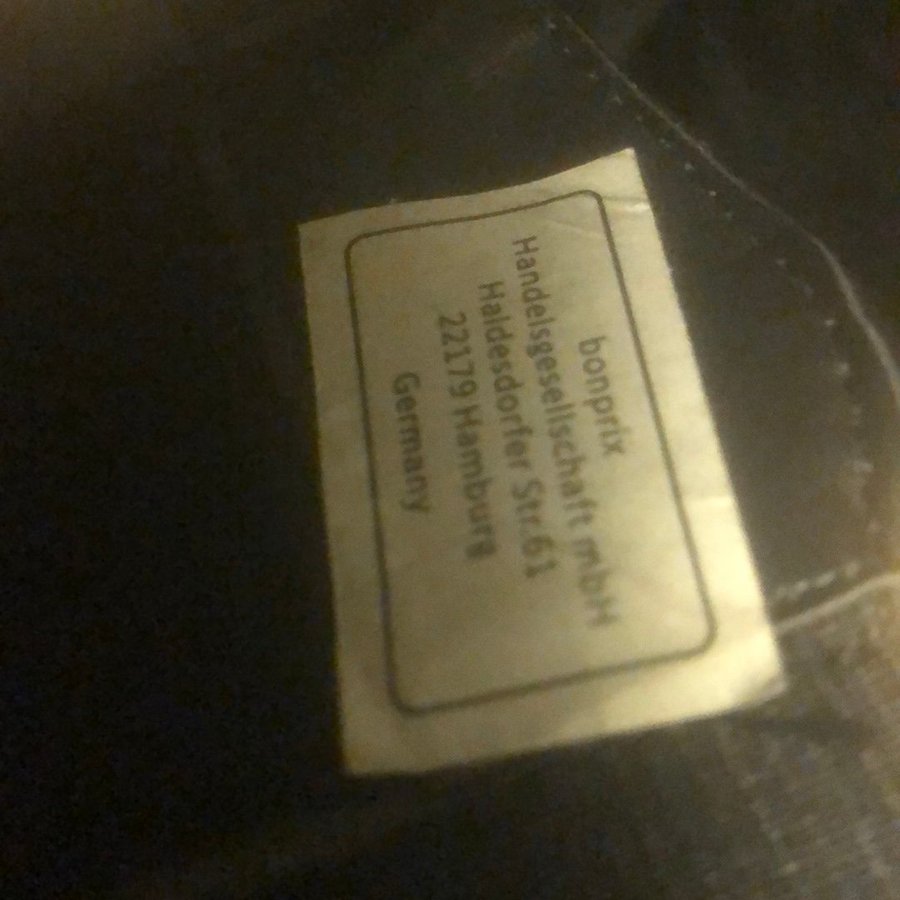 bonprix
Handelsgesellschaft mbH
Haldesdorfer Str.61
22179 Hamburg
Germany